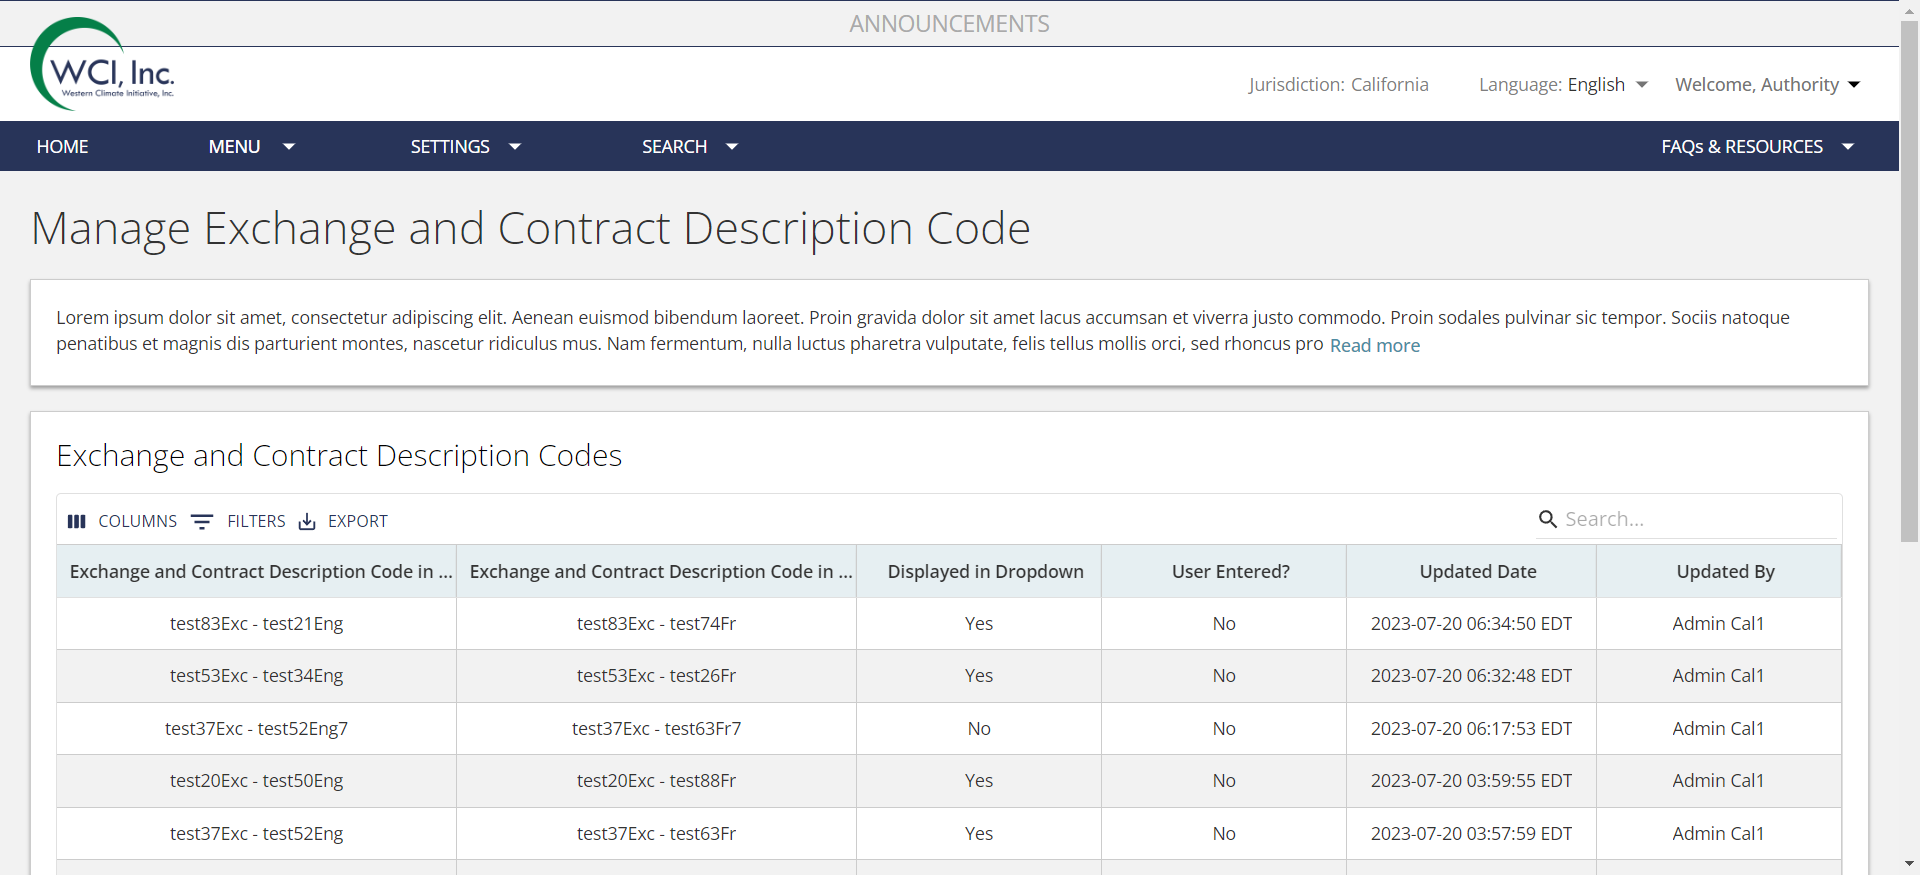 ANNOUNCEMENTS
WCI, Inc.
Western Climate Initiative, Inc.
Jurisdiction: California Language: English Welcome, Authority
HOME MENU SETTINGS SEARCH FAQs & RESOURCES
Manage Exchange and Contract Description Code
Lorem ipsum dolor sit amet, consectetur adipiscing elit. Aenean euismod bibendum laoreet. Proin gravida dolor sit amet lacus accumsan et viverra justo commodo. Proin sodales pulvinar sic tempor. Sociis natoque
penatibus et magnis dis parturient montes, nascetur ridiculus mus. Nam fermentum, nulla luctus pharetra vulputate, felis tellus mollis orci, sed rhoncus pro Read more
Exchange and Contract Description Codes
COLUMNS FILTERS EXPORT Search...
Exchange and Contract Description Code in ... Exchange and Contract Description Code in ... Displayed in Dropdown User Entered? Updated Date Updated By
test83Exc - test21Eng test83Exc - test74Fr Yes No 2023-07-20 06:34:50 EDT Admin Cal1
test53Exc - test34Eng test53Exc - test26Fr Yes No 2023-07-20 06:32:48 EDT Admin Cal1
test37Exc - test52Eng7 test37Exc - test63Fr7 No No 2023-07-20 06:17:53 EDT Admin Cal1
test20Exc - test50Eng test20Exc - test88Fr Yes No 2023-07-20 03:59:55 EDT Admin Cal1
test37Exc - test52Eng test37Exc - test63Fr Yes No 2023-07-20 03:57:59 EDT Admin Cal1